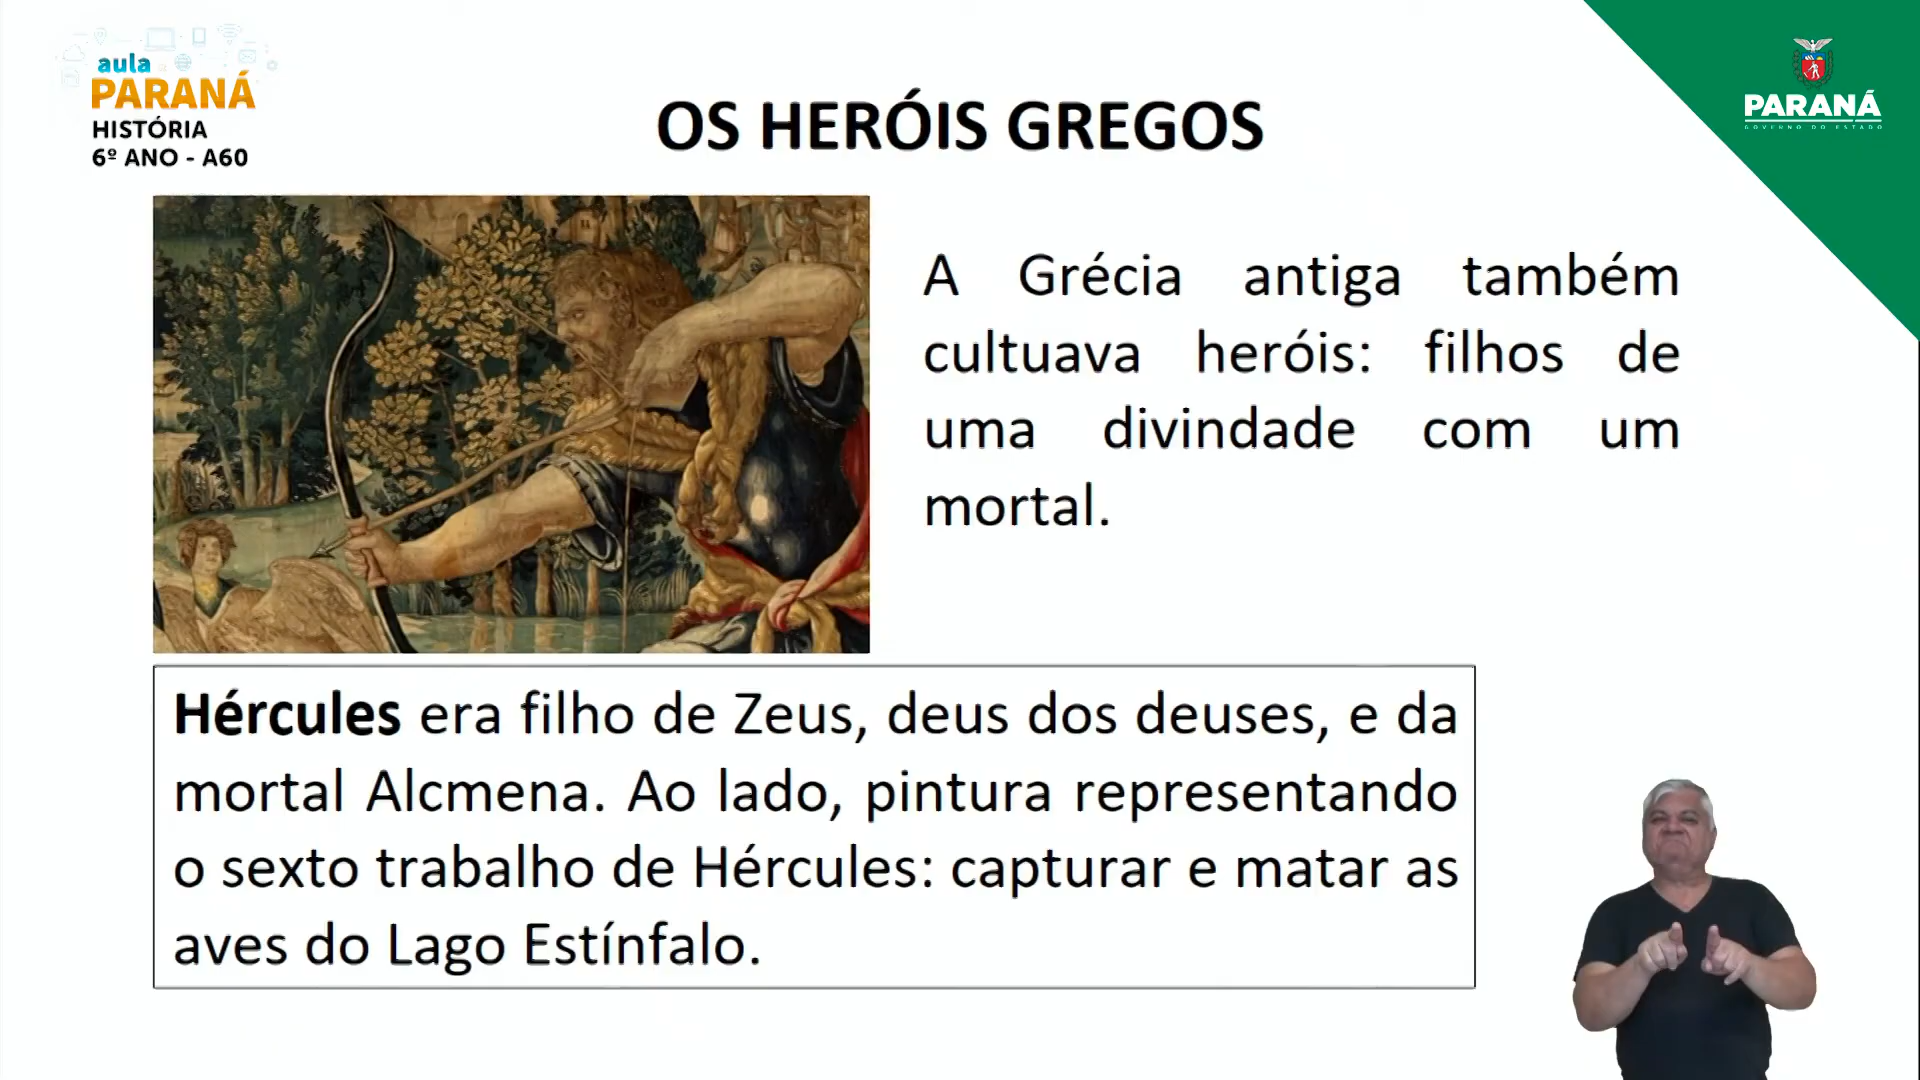 aula
PARANÁ
HISTÓRIA
6º ANO - A60
OS HERÓIS GREGOS
PARANÁ
GOVERNO DO ESTADO
A Grécia antiga também
cultuava heróis: filhos de
uma divindade com um
mortal.
Hércules era filho de Zeus, deus dos deuses, e da
mortal Alcmena. Ao lado, pintura representando
o sexto trabalho de Hércules: capturar e matar as
aves do Lago Estínfalo.